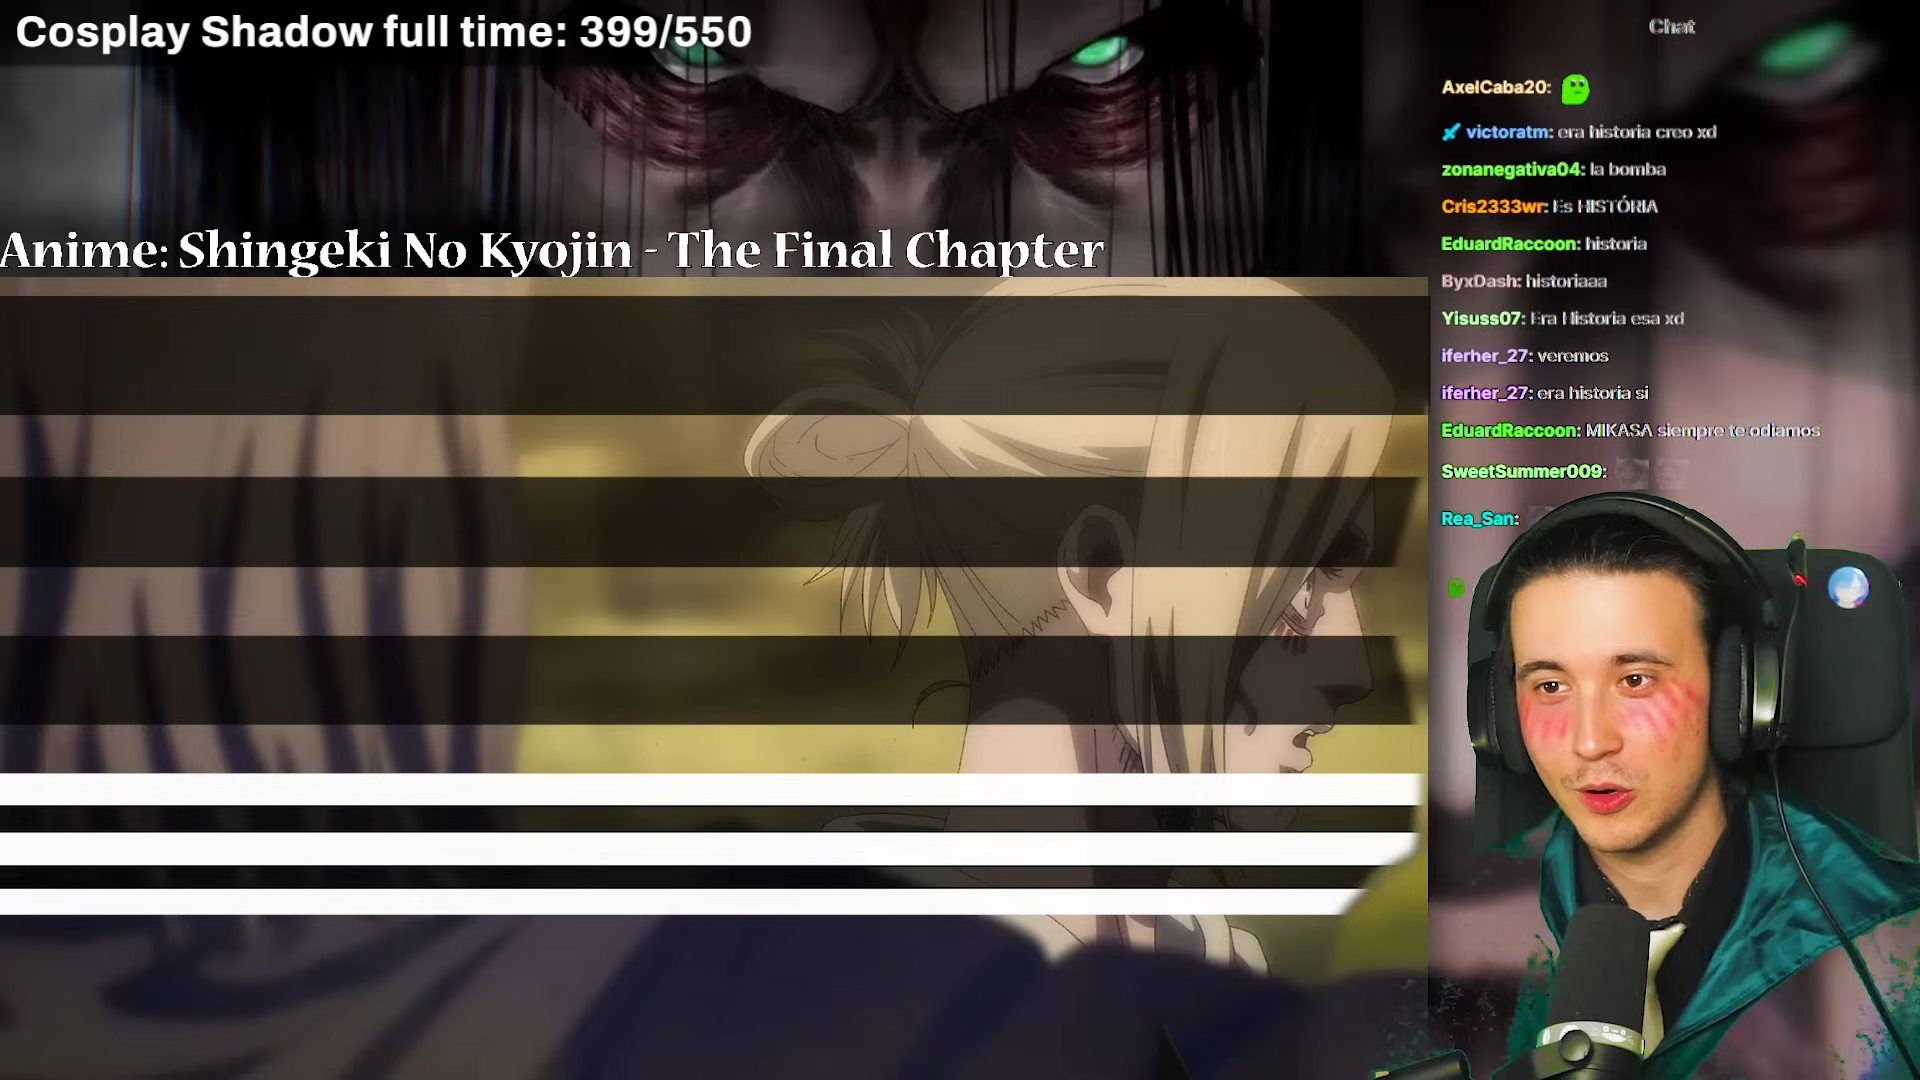 Cosplay Shadow full time: 399/550
Anime: Shingeki No Kyojin - The Final Chapter
Chat
AxelCaba20:
victoratm: era historia creo xd
zonanegativa04: la bomba
Cris2333wr: Es HISTÓRIA
EduardRaccoon: historia
ByxDash: historiaaa
Yisuss07: Era Historia esa xd
iferher_27: veremos
iferher_27: era historia si
EduardRaccoon: MIKASA siempre te odiamos
SweetSummer009:
Rea_San: